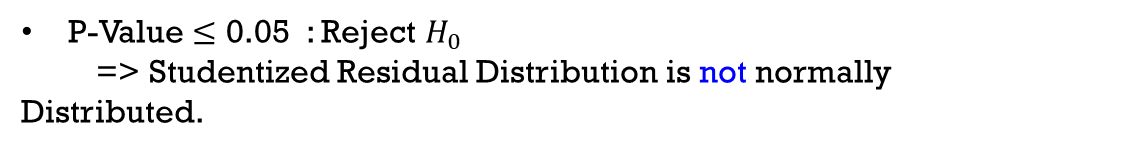 • P-Value ≤ 0.05 : Reject H₀
=> Studentized Residual Distribution is not normally
Distributed.